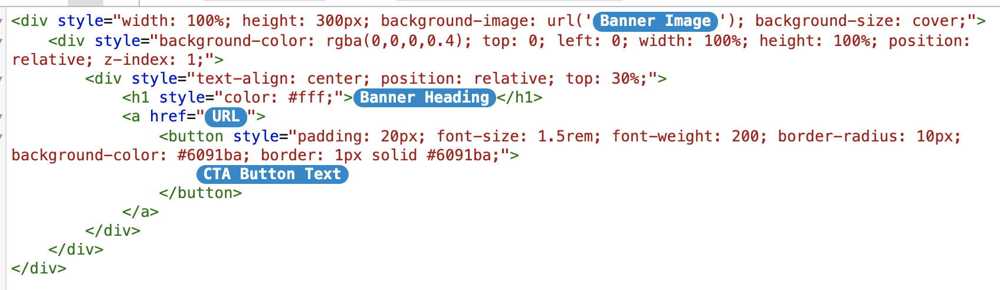 <div style="width: 100%; height: 300px; background-image: url('Banner Image'); background-size: cover;">
<div style="background-color: rgba(0,0,0,0.4); top: 0; left: 0; width: 100%; height: 100%; position:
relative; z-index: 1;">
<div style="text-align: center; position: relative; top: 30%;">
<h1 style="color: #fff;">Banner Heading</h1>
<a href="URL">
<button style="padding: 20px; font-size: 1.5rem; font-weight: 200; border-radius: 10px;
background-color: #6091ba; border: 1px solid #6091ba;">
CTA Button Text
</button>
</a>
</div>
</div>
</div>